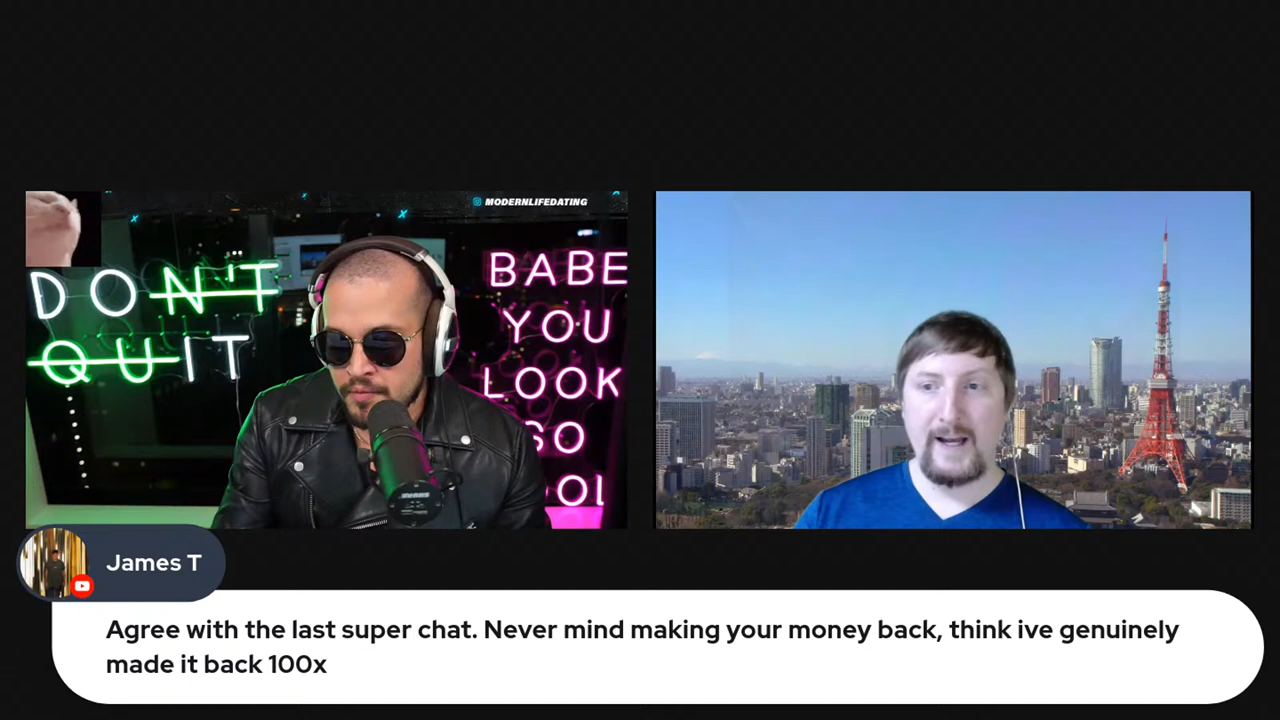 MODERNLIFEDATING
DON'T
QUIT
BABE
YOU
LOOK
SO
James T
Agree with the last super chat. Never mind making your money back, think ive genuinely
made it back 100x